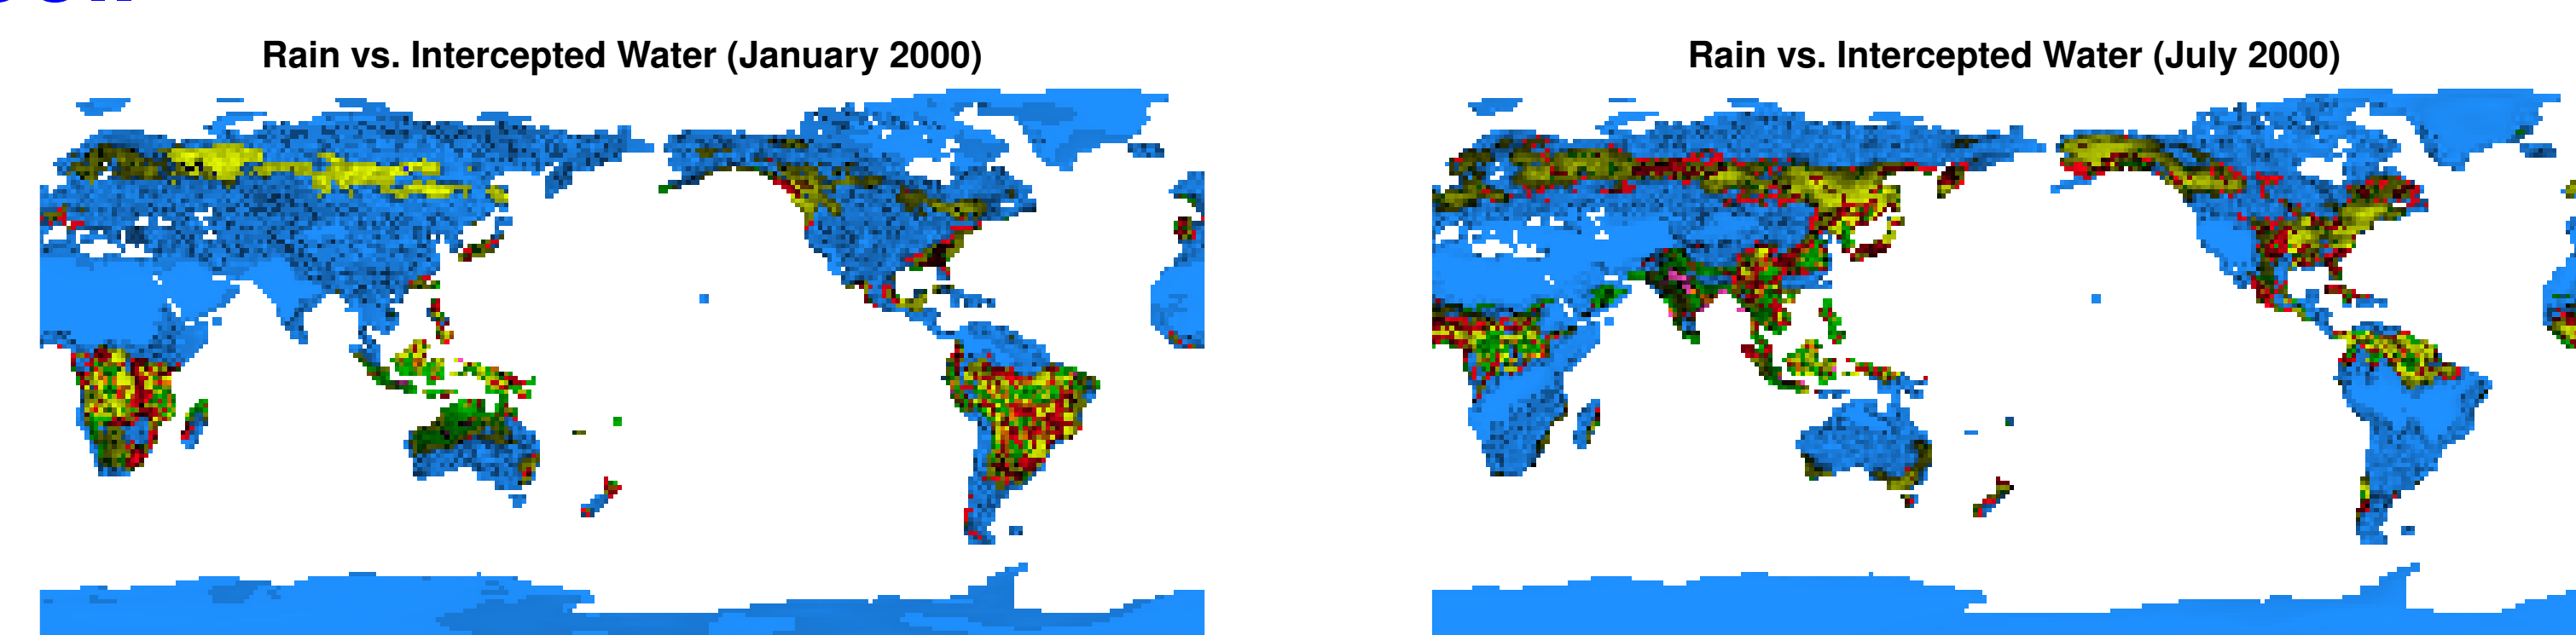 Rain vs. Intercepted Water (January 2000)
Rain vs. Intercepted Water (July 2000)